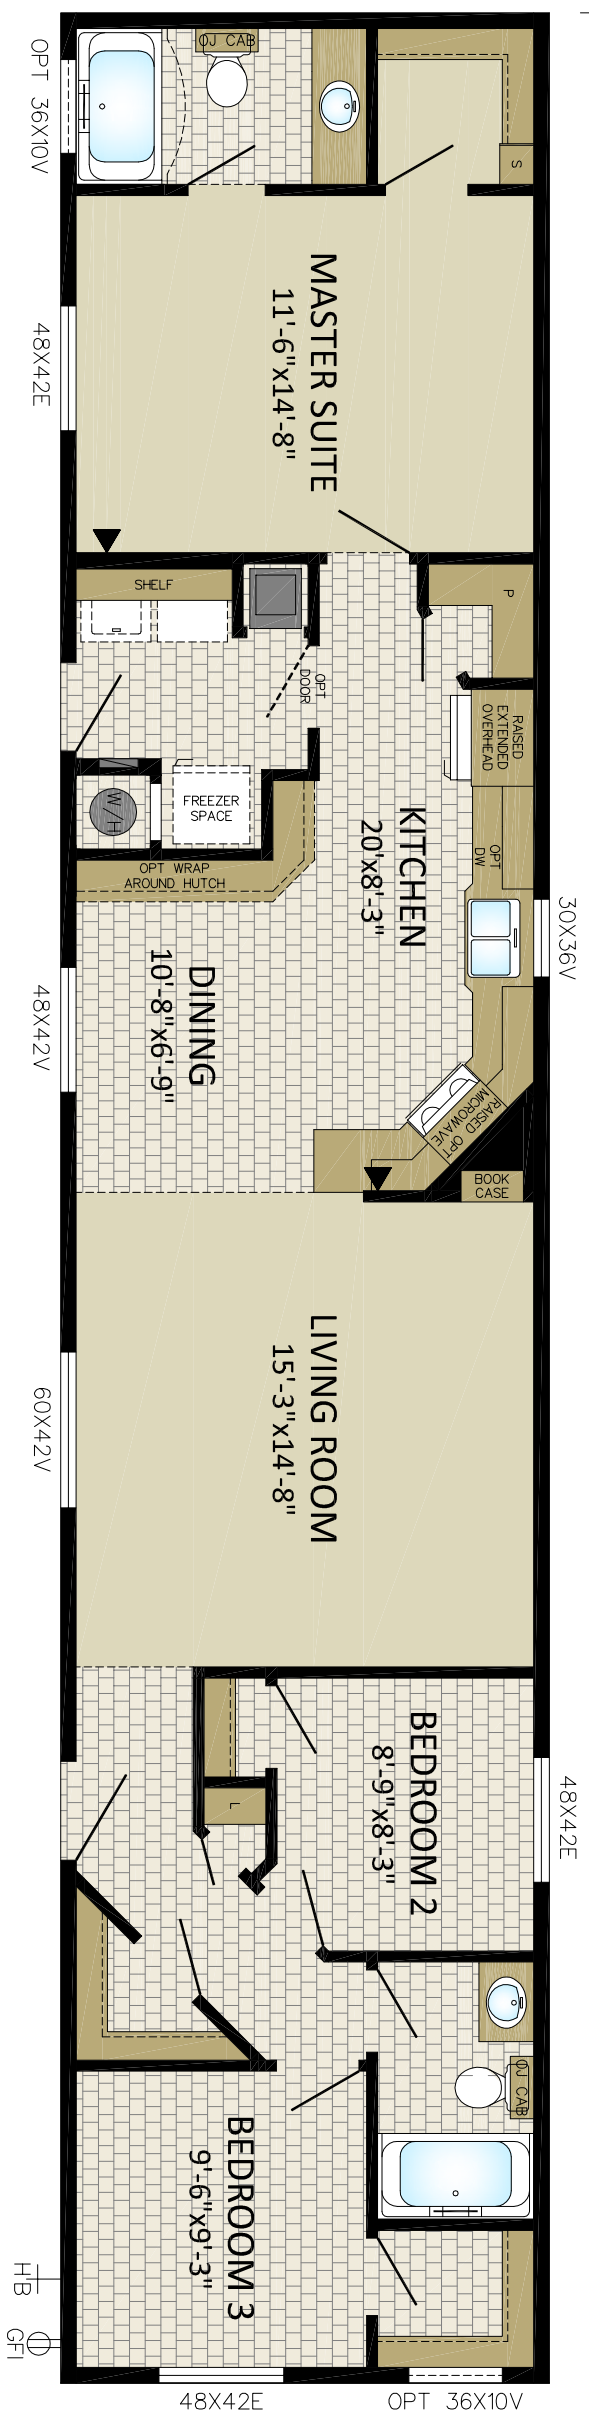 OJ CAB
OPT 36X10V
S
MASTER SUITE
11'-6"x14'-8"
48X42E
SHELF
P
OPT
DOOR
RAISED
EXTENDED
OVERHEAD
W/H
FREEZER
SPACE
KITCHEN
20'x8'-3"
OPT
DW
OPT WRAP
AROUND HUTCH
30X36V
DINING
10'-8"x6'-9"
48X42V
RAISED OPT
MICROWAVE
BOOK
CASE
LIVING ROOM
15'-3"x14'-8"
60X42V
BEDROOM 2
8'-9"x8'-3"
48X42E
L
OJ CAB
BEDROOM 3
9'-6"x9'-3"
H'B
GFI
48X42E
OPT 36X10V